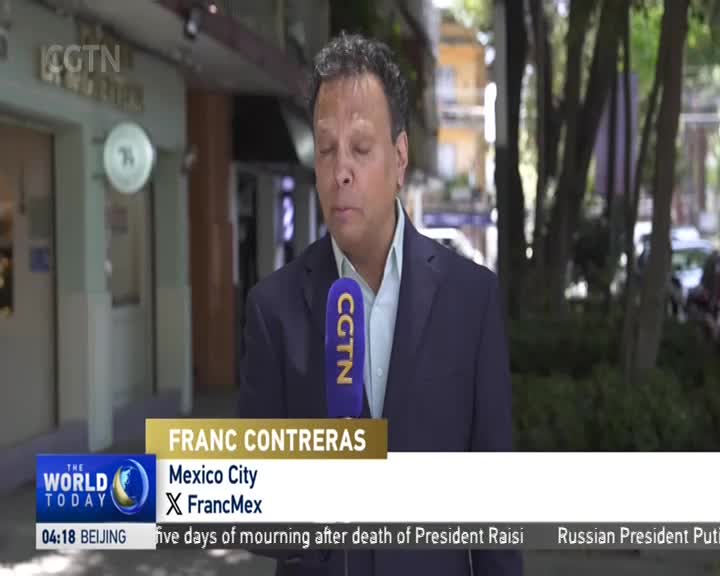 CGTN
CGTN
FRANC CONTRERAS
Mexico City
X FrancMex
THE
WORLD
TODAY
04:18 BEIJING
five days of mourning after death of President Raisi Russian President Puti